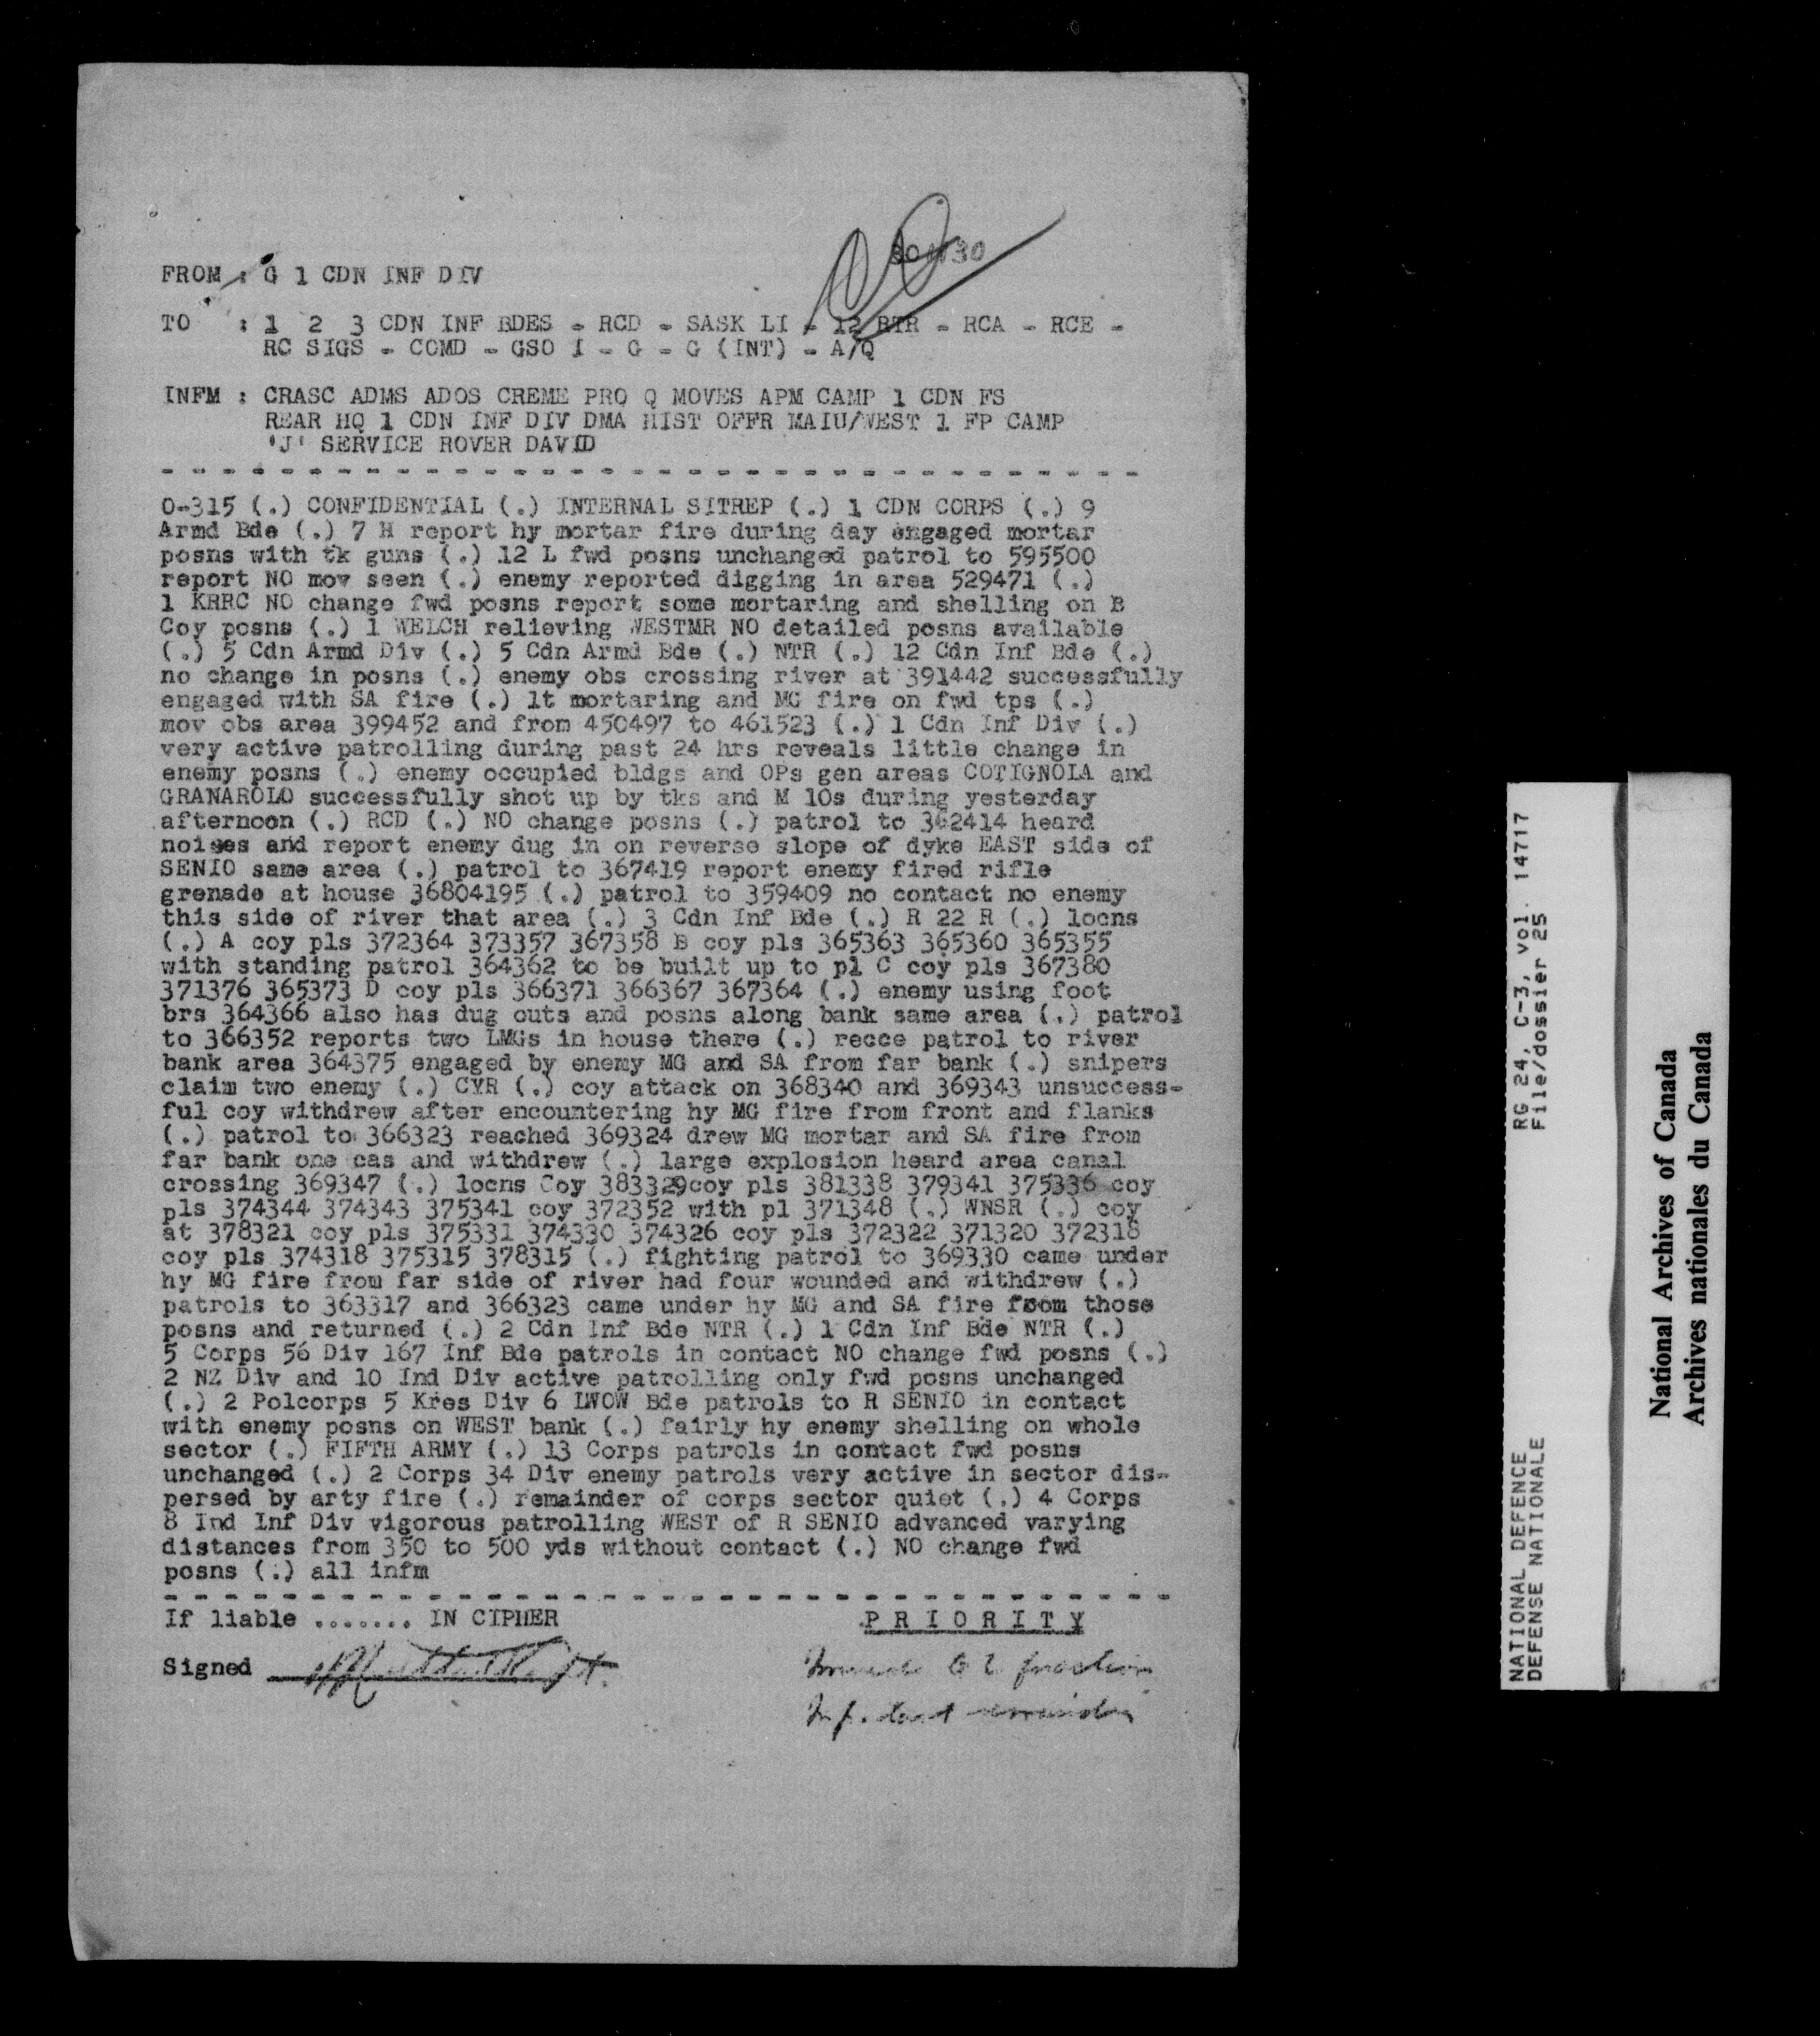 FROM : G 1 CDN INF DIV
TO : 1 2 3 CDN INF BDES - RCD - SASK LI - 12 RTR - RCA - RCE -
RC SIGS - COMD - GSO I - G - G (INT) - A/Q
INFM : CRASC ADMS ADOS CREME PRO Q MOVES APM CAMP 1 CDN FS
REAR HQ 1 CDN INF DIV DMA HIST OFFR MAIU/WEST 1 FP CAMP
'J' SERVICE ROVER DAVID
O-315 (.) CONFIDENTIAL (.) INTERNAL SITREP (.) 1 CDN CORPS (.) 9
Armd Bde (.) 7 H report hy mortar fire during day engaged mortar
posns with tk guns (.) 12 L fwd posns unchanged patrol to 595500
report NO mov seen (.) enemy reported digging in area 529471 (.)
1 KRRC NO change fwd posns report some mortaring and shelling on B
Coy posns (.) 1 WELCH relieving WESTMR NO detailed posns available
(.) 5 Cdn Armd Div (.) 5 Cdn Armd Bde (.) NTR (.) 12 Cdn Inf Bde (.)
no change in posns (.) enemy obs crossing river at 391442 successfully
engaged with SA fire (.) lt mortaring and MG fire on fwd tps (.)
mov obs area 399452 and from 450497 to 461523 (.) 1 Cdn Inf Div (.)
very active patrolling during past 24 hrs reveals little change in
enemy posns (.) enemy occupied bldgs and OPs gen areas COTIGNOLA and
GRANAROLO successfully shot up by tks and M 10s during yesterday
afternoon (.) RCD (.) NO change posns (.) patrol to 362414 heard
noises and report enemy dug in on reverse slope of dyke EAST side of
SENIO same area (.) patrol to 367419 report enemy fired rifle
grenade at house 36804195 (.) patrol to 359409 no contact no enemy
this side of river that area (.) 3 Cdn Inf Bde (.) R 22 R (.) locns
(.) A coy pls 372364 373357 367358 B coy pls 365363 365360 365355
with standing patrol 364362 to be built up to pl C coy pls 367380
371376 365373 D coy pls 366371 366367 367364 (.) enemy using foot
brs 364366 also has dug outs and posns along bank same area (.) patrol
to 366352 reports two LMGs in house there (.) recce patrol to river
bank area 364375 engaged by enemy MG and SA from far bank (.) snipers
claim two enemy (.) CYR (.) coy attack on 368340 and 369343 unsuccess-
ful coy withdrew after encountering hy MG fire from front and flanks
(.) patrol to 366323 reached 369324 drew MG mortar and SA fire from
far bank one cas and withdrew (.) large explosion heard area canal
crossing 369347 (.) locns Coy 383329coy pls 381338 379341 375336 coy
pls 374344 374343 375341 coy 372352 with pl 371348 (.) WNSR (.) coy
at 378321 coy pls 375331 374330 374326 coy pls 372322 371320 372318
coy pls 374318 375315 378315 (.) fighting patrol to 369330 came under
hy MG fire from far side of river had four wounded and withdrew (.)
patrols to 363317 and 366323 came under hy MG and SA fire from those
posns and returned (.) 2 Cdn Inf Bde NTR (.) 1 Cdn Inf Bde NTR (.)
5 Corps 56 Div 167 Inf Bde patrols in contact NO change fwd posns (.)
2 NZ Div and 10 Ind Div active patrolling only fwd posns unchanged
(.) 2 Polcorps 5 Kres Div 6 LWOW Bde patrols to R SENIO in contact
with enemy posns on WEST bank (.) fairly hy enemy shelling on whole
sector (.) FIFTH ARMY (.) 13 Corps patrols in contact fwd posns
unchanged (.) 2 Corps 34 Div enemy patrols very active in sector dis-
persed by arty fire (.) remainder of corps sector quiet (.) 4 Corps
8 Ind Inf Div vigorous patrolling WEST of R SENIO advanced varying
distances from 350 to 500 yds without contact (.) NO change fwd
posns (.) all infm
If liable ....... IN CIPHER P R I O R I T Y
Signed
RG 24, C-3, vol. 14717
File/dossier 25
NATIONAL DEFENCE
DEFENSE NATIONALE
National Archives of Canada
Archives nationales du Canada